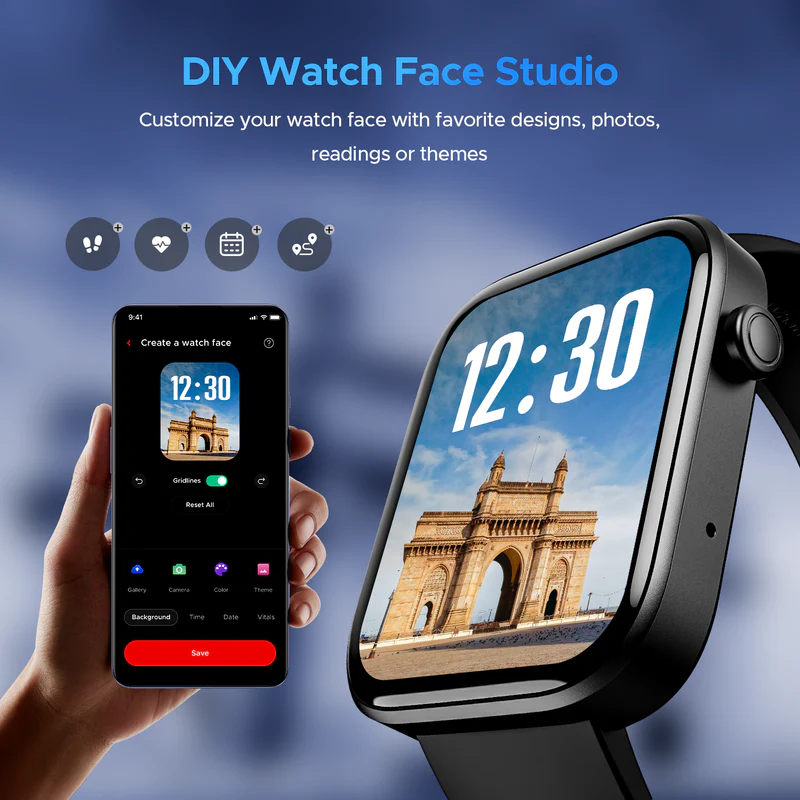 DIY Watch Face Studio
Customize your watch face with favorite designs, photos,
readings or themes
9:41
Create a watch face
?
12:30
Gridlines
Reset All
Gallery Camera Color Theme
Background Time Date Vitals
Save
12:30